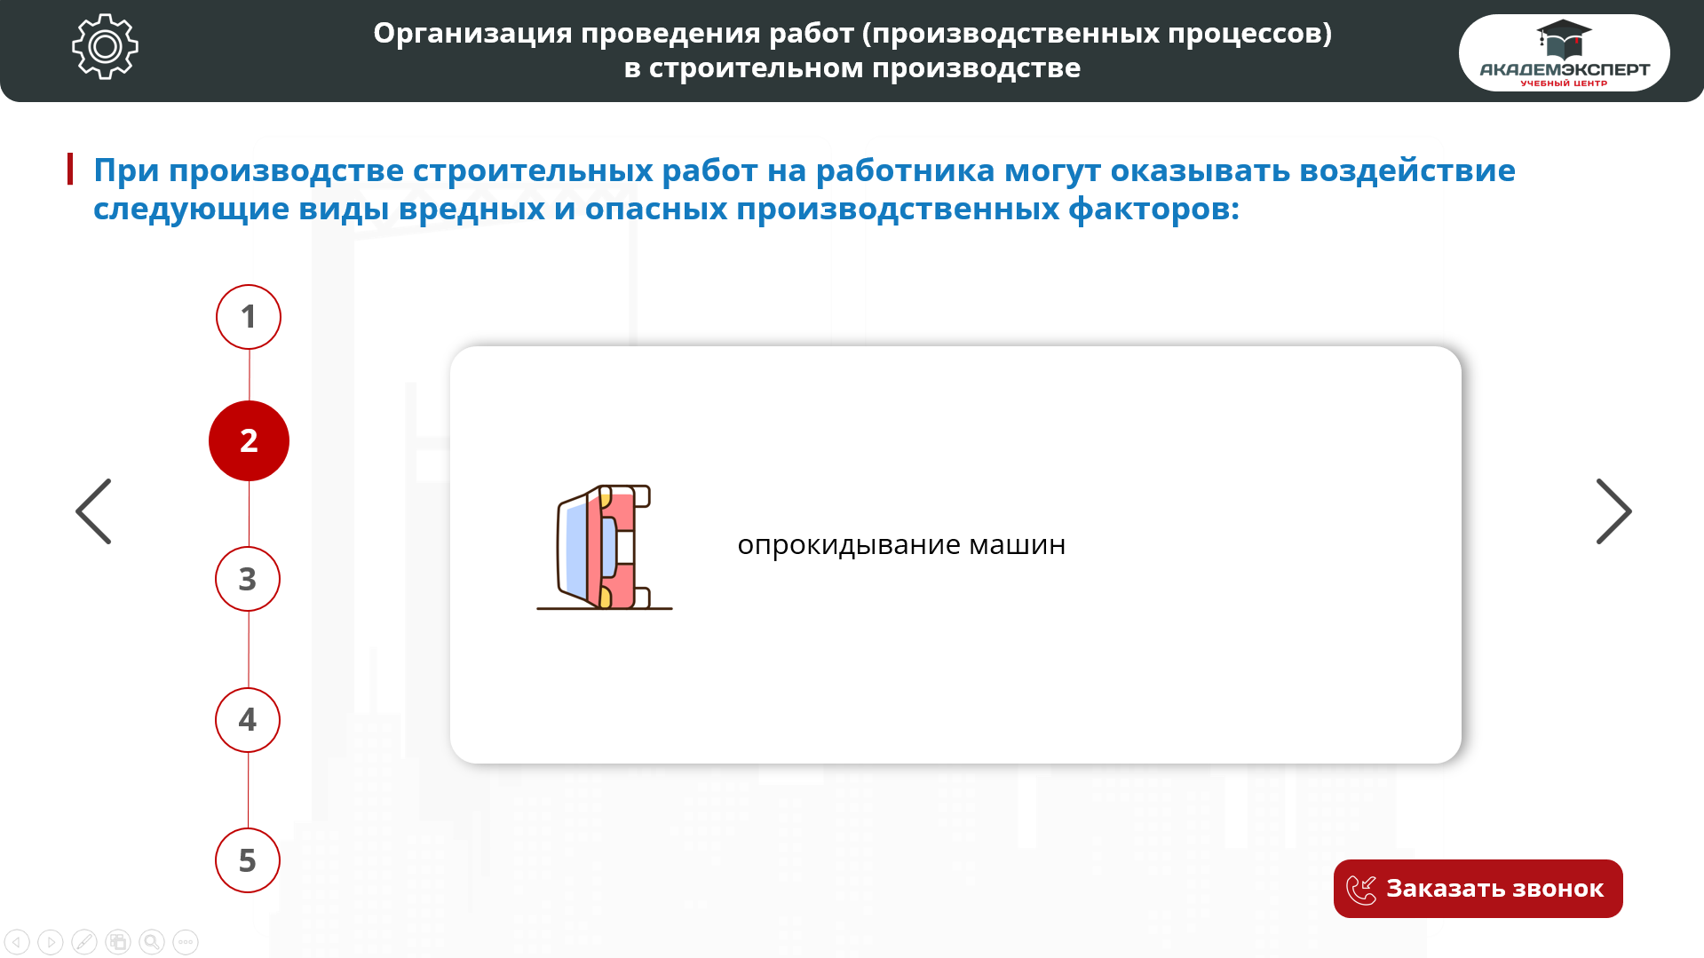 Организация проведения работ (производственных процессов)
в строительном производстве
АКАДЕМЭКСПЕРТ
УЧЕБНЫЙ ЦЕНТР
При производстве строительных работ на работника могут оказывать воздействие
следующие виды вредных и опасных производственных факторов:
1
2
3
4
5
опрокидывание машин
Заказать звонок